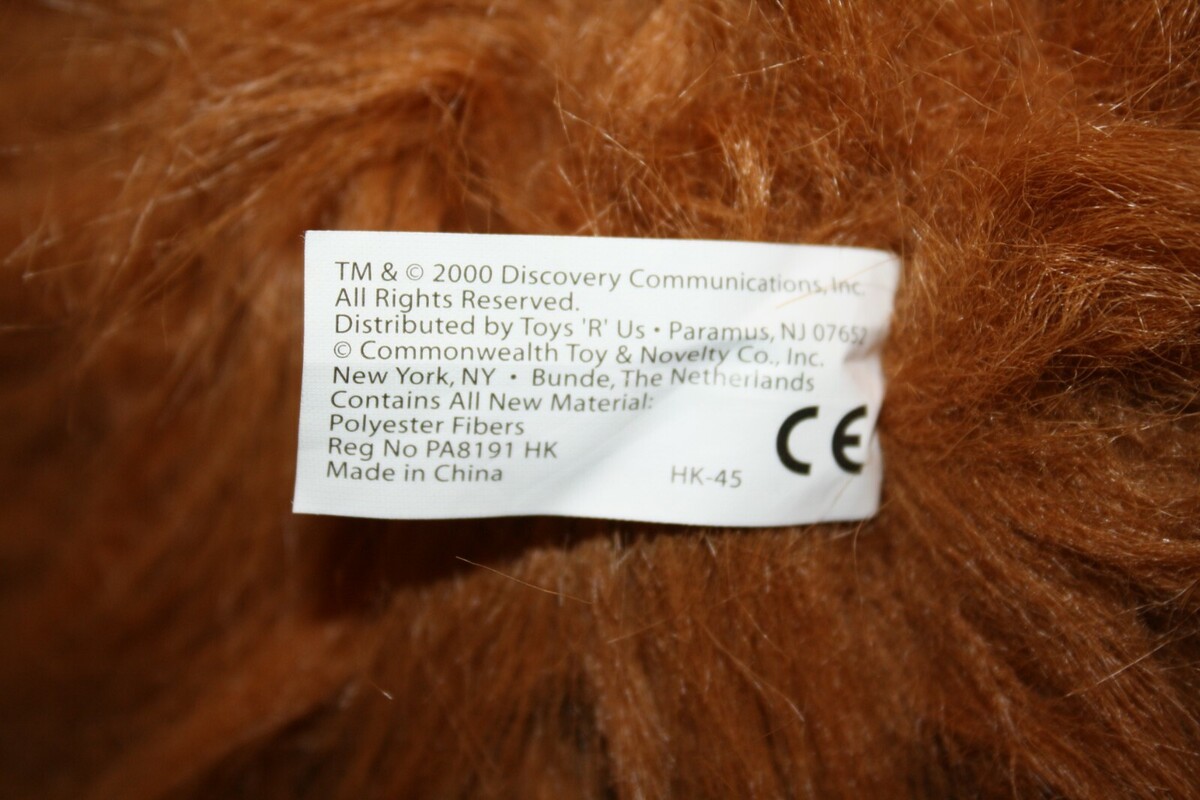 TM & © 2000 Discovery Communications, Inc.
All Rights Reserved.
Distributed by Toys 'R' Us • Paramus, NJ 07652
© Commonwealth Toy & Novelty Co., Inc.
New York, NY • Bunde, The Netherlands
Contains All New Material:
Polyester Fibers
Reg No PA8191 HK
Made in China
HK-45
CE